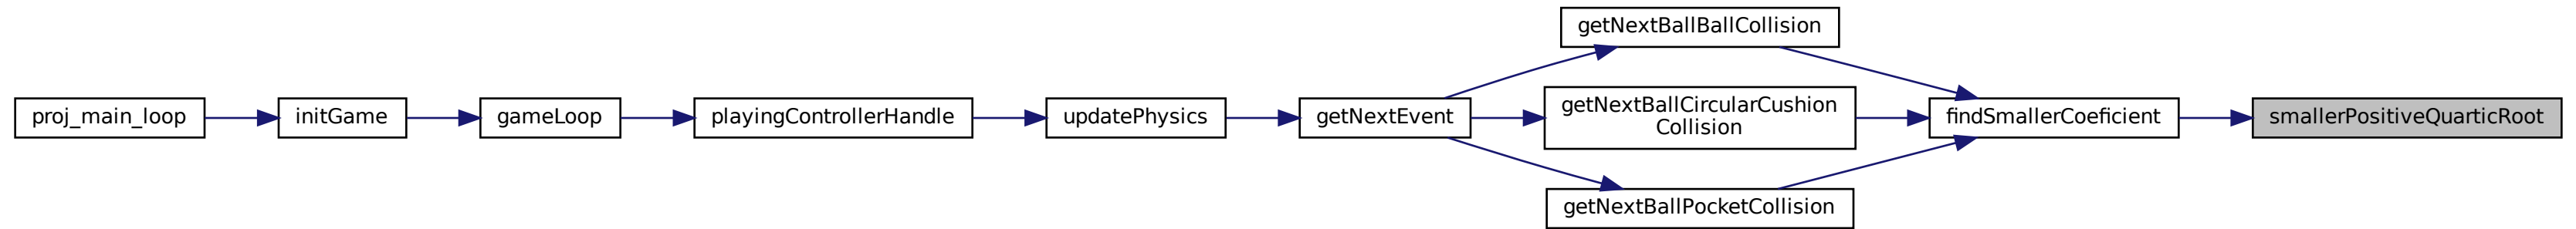 proj_main_loop
initGame
gameLoop
playingControllerHandle
updatePhysics
getNextEvent
getNextBallBallCollision
getNextBallCircularCushion
Collision
getNextBallPocketCollision
findSmallerCoeficient
smallerPositiveQuarticRoot